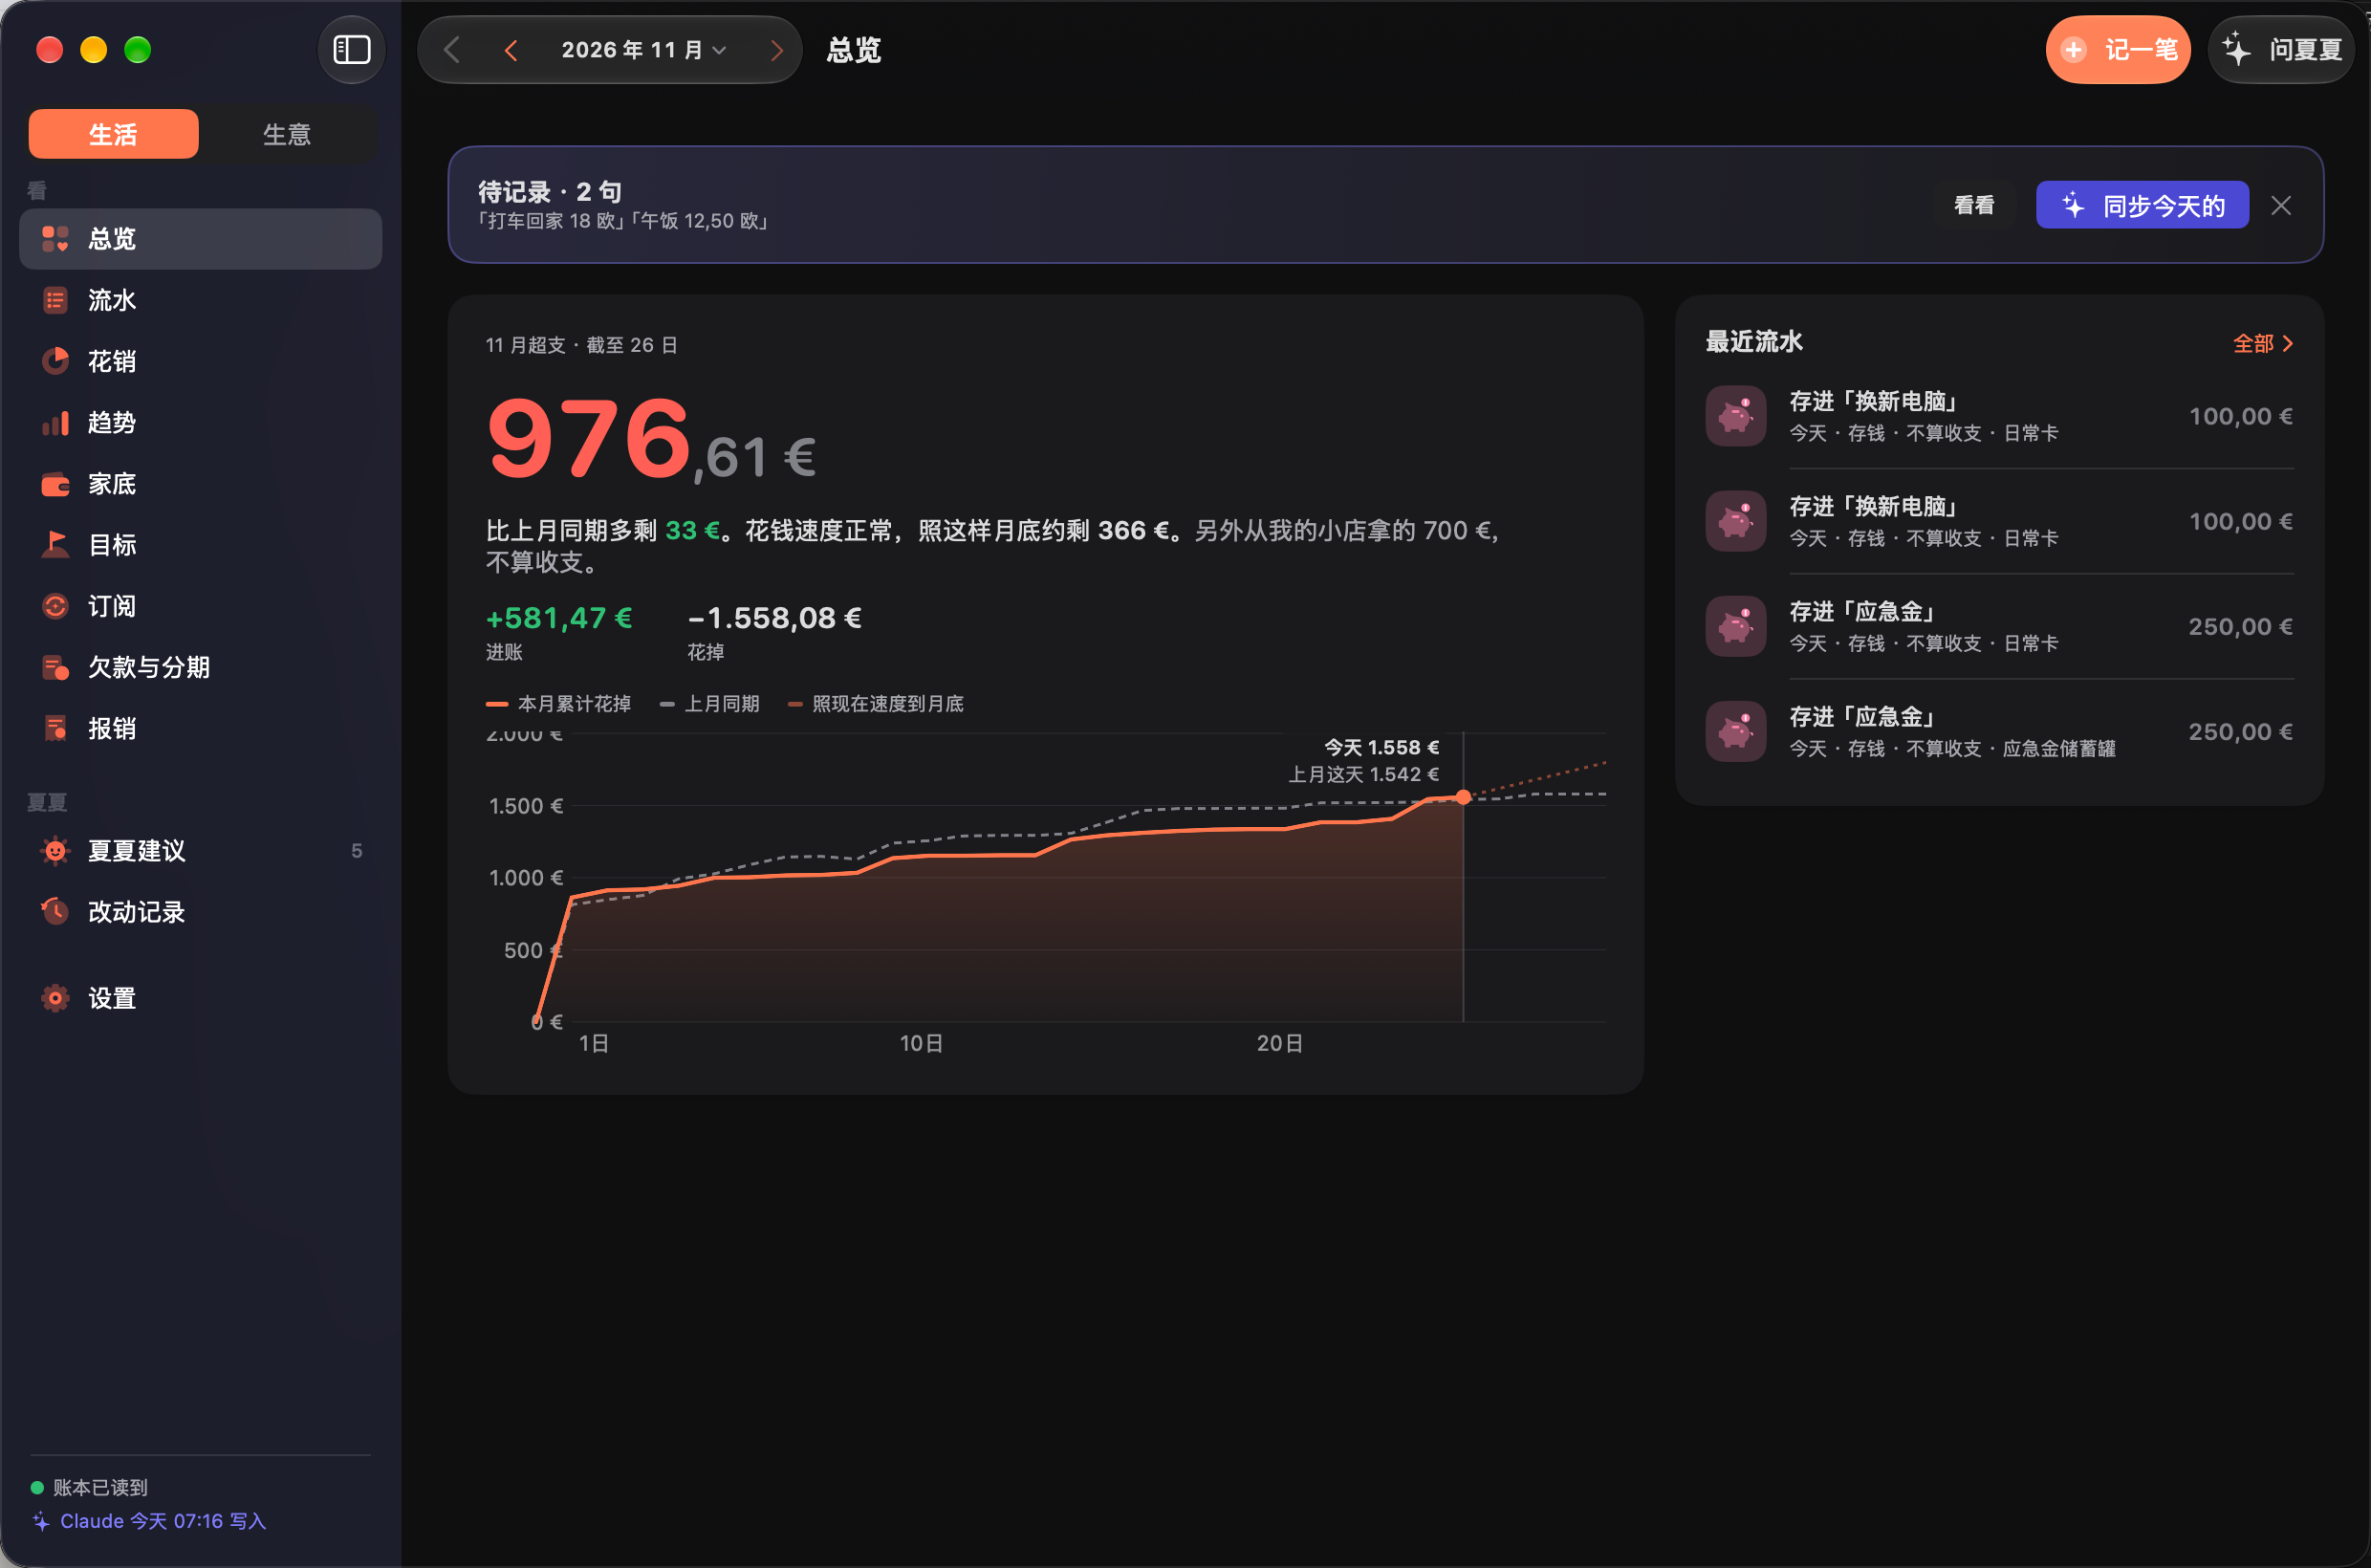 2026 年 11 月
总览
记一笔
问夏夏
生活
生意
看
总览
流水
花销
趋势
家底
目标
订阅
欠款与分期
报销
夏夏
夏夏建议
5
改动记录
设置
账本已读到
Claude 今天 07:16 写入
待记录 · 2 句
「打车回家 18 欧」「午饭 12,50 欧」
看看
同步今天的
11 月超支 · 截至 26 日
976,61 €
比上月同期多剩 33 €。花钱速度正常，照这样月底约剩 366 €。另外从我的小店拿的 700 €，
不算收支。
+581,47 €
进账
−1.558,08 €
花掉
本月累计花掉
上月同期
照现在速度到月底
2.000 €
今天 1.558 €
上月这天 1.542 €
1.500 €
1.000 €
500 €
0 €
1日
10日
20日
最近流水
全部
存进「换新电脑」
今天 · 存钱 · 不算收支 · 日常卡
100,00 €
存进「换新电脑」
今天 · 存钱 · 不算收支 · 日常卡
100,00 €
存进「应急金」
今天 · 存钱 · 不算收支 · 日常卡
250,00 €
存进「应急金」
今天 · 存钱 · 不算收支 · 应急金储蓄罐
250,00 €